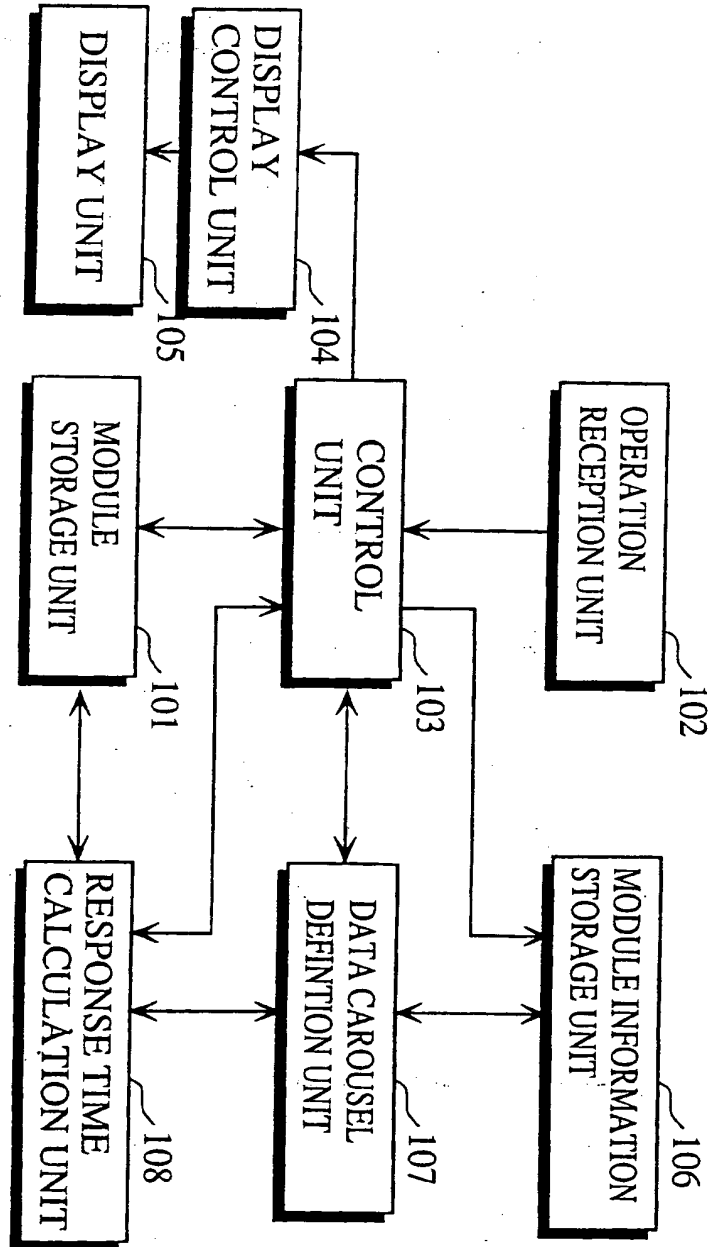 OPERATION
RECEPTION UNIT
102
MODULE INFORMATION
STORAGE UNIT
106
DISPLAY
CONTROL UNIT
104
CONTROL
UNIT
103
DATA CAROUSEL
DEFINTION UNIT
107
DISPLAY UNIT
105
MODULE
STORAGE UNIT
101
RESPONSE TIME
CALCULATION UNIT
108